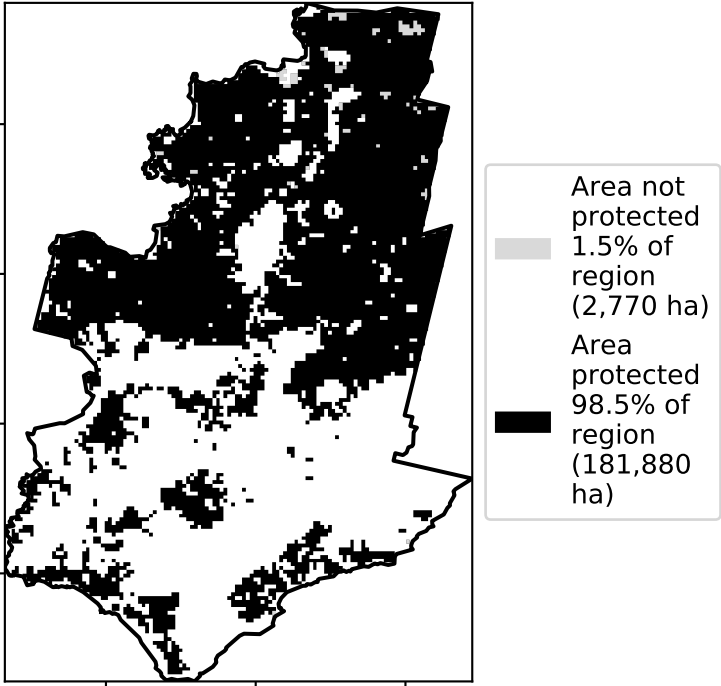 Area not
protected
1.5% of
region
(2,770 ha)
Area
protected
98.5% of
region
(181,880
ha)